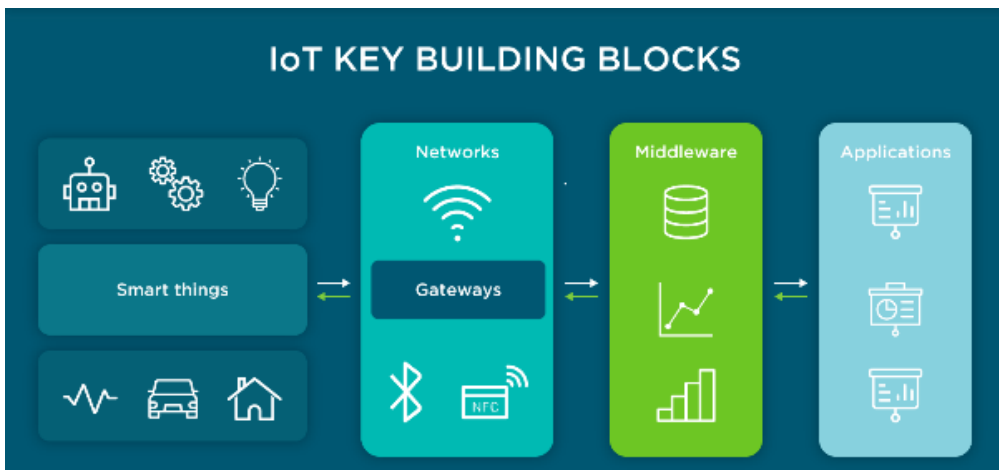 IoT KEY BUILDING BLOCKS
Smart things
Networks
Gateways
NFC
Middleware
Applications